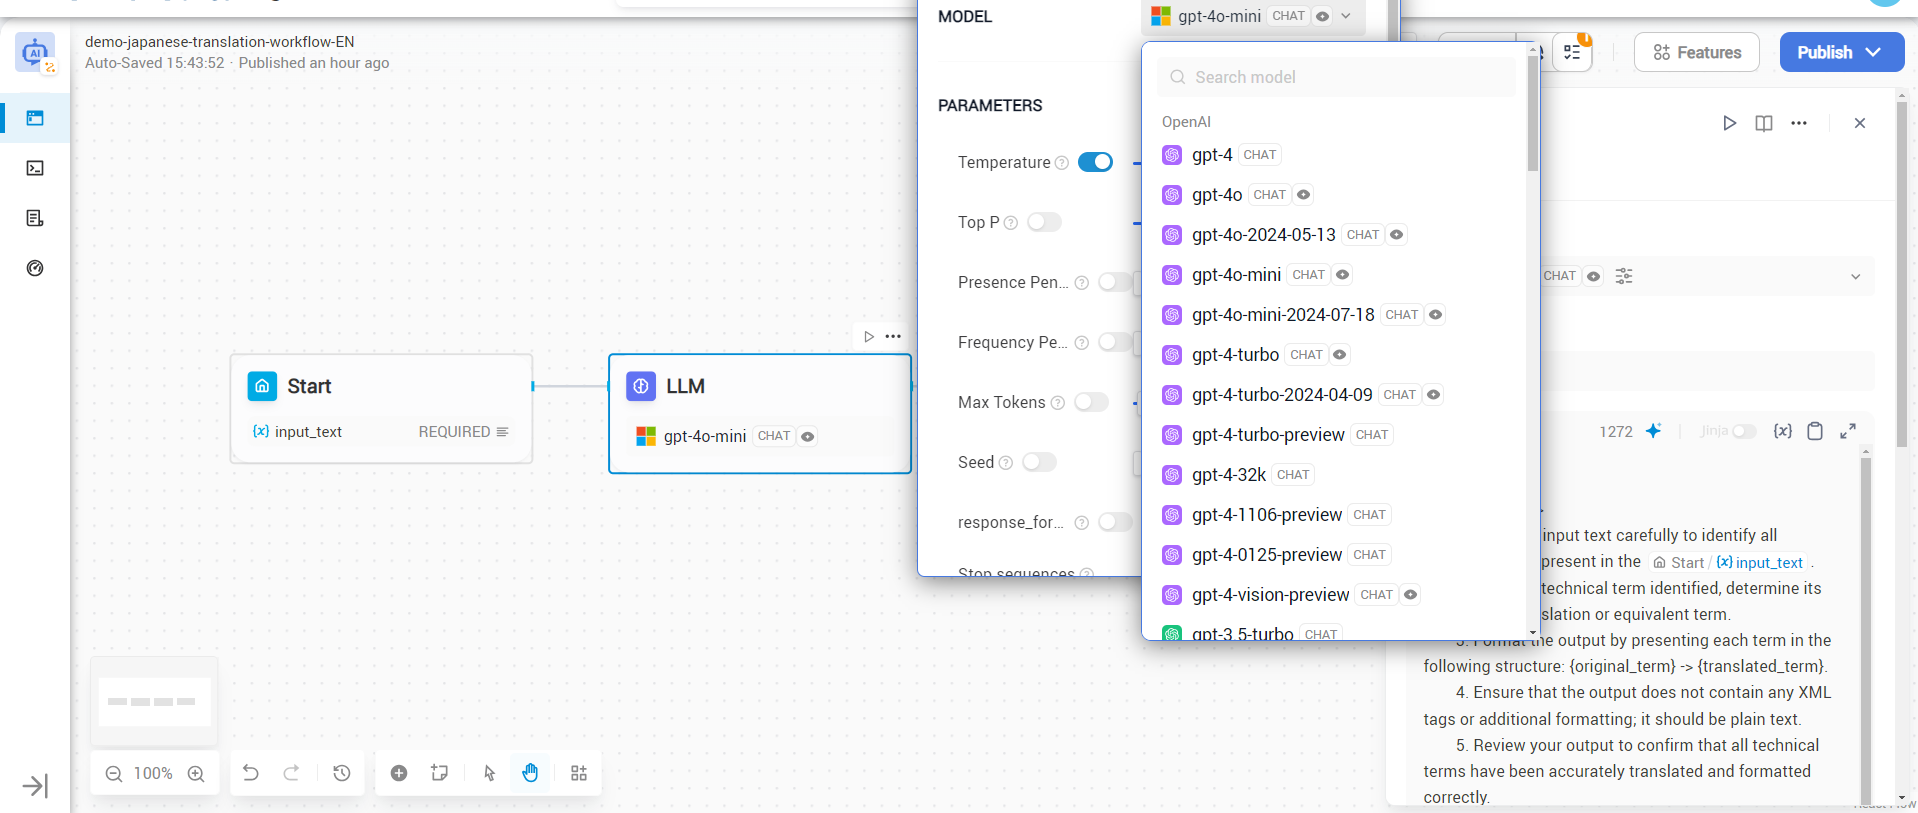 demo-japanese-translation-workflow-EN
Auto-Saved 15:43:52 · Published an hour ago
MODEL
gpt-4o-mini CHAT
Features
Publish
Search model
PARAMETERS
OpenAI
Temperature
Top P
Presence Pen...
Frequency Pe...
Max Tokens
Seed
response_for...
Stop sequences
gpt-4 CHAT
gpt-4o CHAT
gpt-4o-2024-05-13 CHAT
gpt-4o-mini CHAT
gpt-4o-mini-2024-07-18 CHAT
gpt-4-turbo CHAT
gpt-4-turbo-2024-04-09 CHAT
gpt-4-turbo-preview CHAT
gpt-4-32k CHAT
gpt-4-1106-preview CHAT
gpt-4-0125-preview CHAT
gpt-4-vision-preview CHAT
gpt-3.5-turbo CHAT
Start
{x} input_text REQUIRED
LLM
gpt-4o-mini CHAT
CHAT
1272 Jinja {x}
input text carefully to identify all
present in the Start / {x} input_text .
technical term identified, determine its
slation or equivalent term.
3. Format the output by presenting each term in the
following structure: {original_term} -> {translated_term}.
4. Ensure that the output does not contain any XML
tags or additional formatting; it should be plain text.
5. Review your output to confirm that all technical
terms have been accurately translated and formatted
correctly.
100%
React Flow